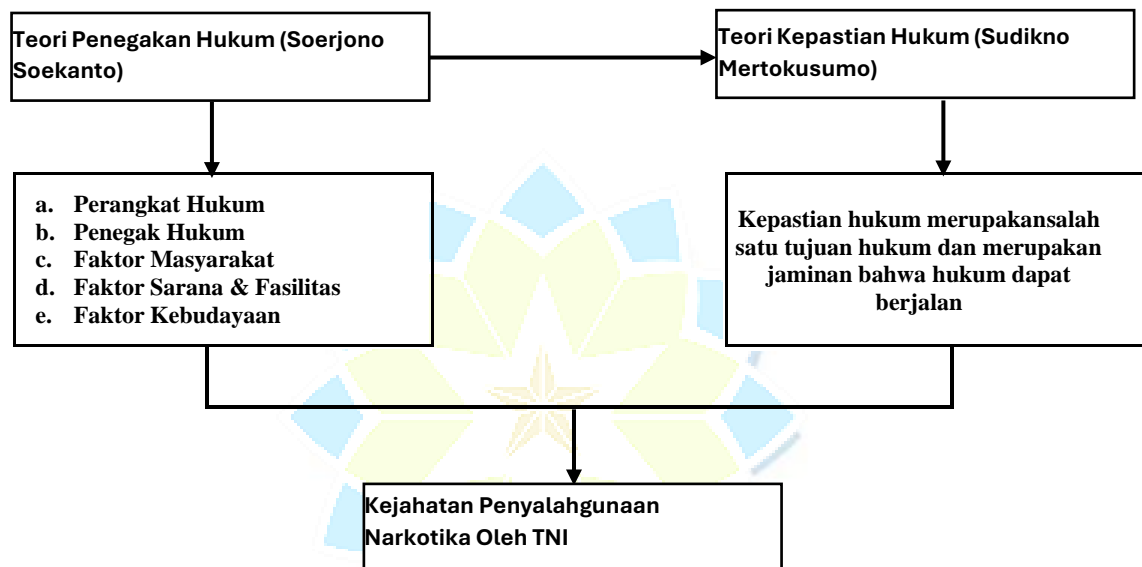 Teori Penegakan Hukum (Soerjono
Soekanto)
Teori Kepastian Hukum (Sudikno
Mertokusumo)
a. Perangkat Hukum
b. Penegak Hukum
c. Faktor Masyarakat
d. Faktor Sarana & Fasilitas
e. Faktor Kebudayaan
Kepastian hukum merupakansalah
satu tujuan hukum dan merupakan
jaminan bahwa hukum dapat
berjalan
Kejahatan Penyalahgunaan
Narkotika Oleh TNI